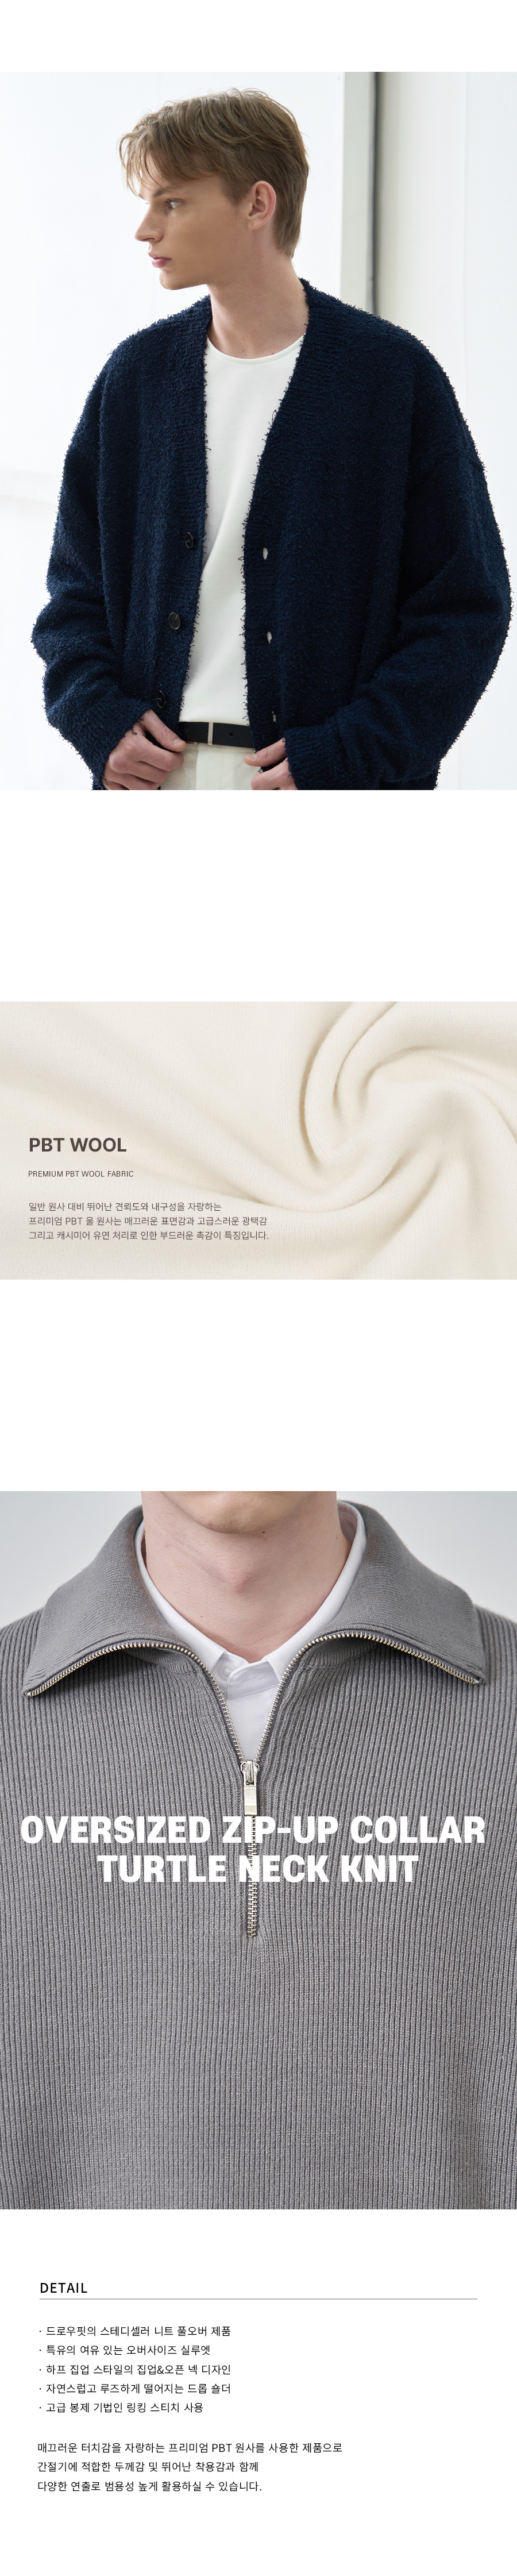 PBT WOOL
PREMIUM PBT WOOL FABRIC
일반 원사 대비 뛰어난 견뢰도와 내구성을 자랑하는
프리미엄 PBT 울 원사는 매끄러운 표면감과 고급스러운 광택감
그리고 캐시미어 유연 처리로 인한 부드러운 촉감이 특징입니다.
OVERSIZED ZIP-UP COLLAR
TURTLE NECK KNIT
DETAIL
· 드로우핏의 스테디셀러 니트 풀오버 제품
· 특유의 여유 있는 오버사이즈 실루엣
· 하프 집업 스타일의 집업&오픈 넥 디자인
· 자연스럽고 루즈하게 떨어지는 드롭 숄더
· 고급 봉제 기법인 링킹 스티치 사용
매끄러운 터치감을 자랑하는 프리미엄 PBT 원사를 사용한 제품으로
간절기에 적합한 두께감 및 뛰어난 착용감과 함께
다양한 연출로 범용성 높게 활용하실 수 있습니다.